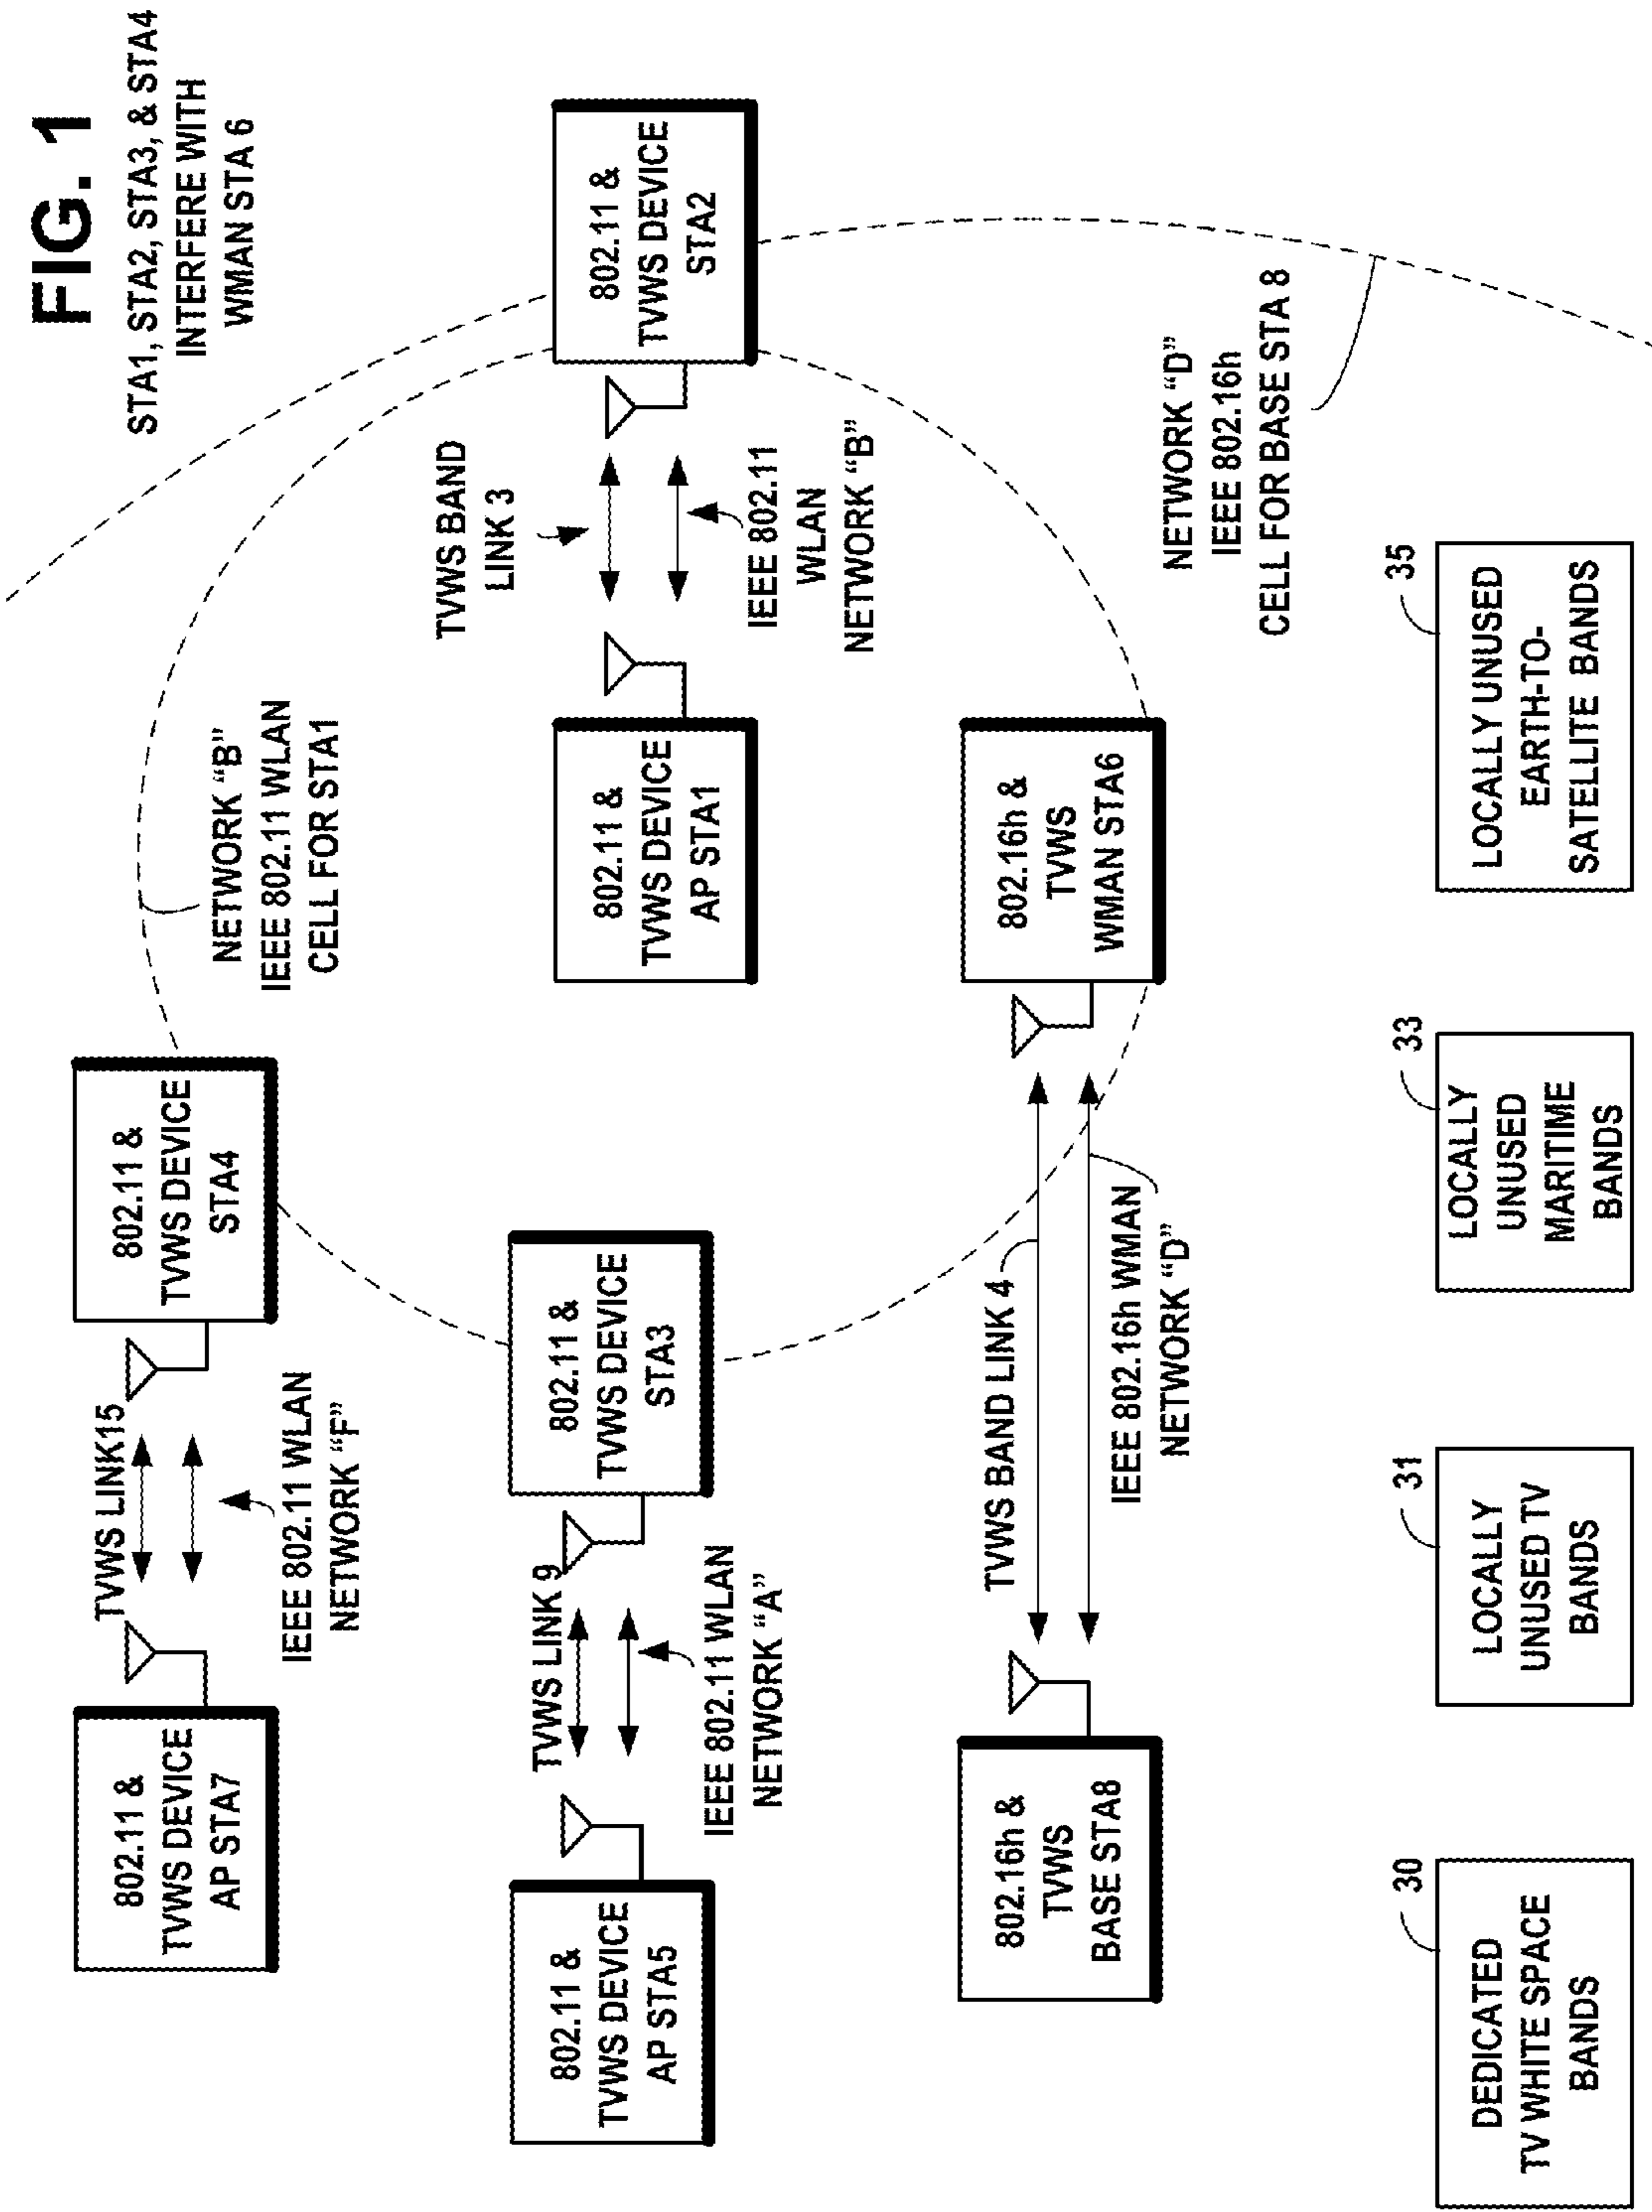 FIG. 1
STA1, STA2, STA3, & STA4
INTERFERE WITH
WMAN STA 6
802.11 &
TVWS DEVICE
AP STA7
TVWS LINK15
IEEE 802.11 WLAN
NETWORK "F"
802.11 &
TVWS DEVICE
STA4
NETWORK "B"
IEEE 802.11 WLAN
CELL FOR STA1
802.11 &
TVWS DEVICE
AP STA5
TVWS LINK 9
IEEE 802.11 WLAN
NETWORK "A"
802.11 &
TVWS DEVICE
STA3
802.11 &
TVWS DEVICE
AP STA1
TVWS BAND
LINK 3
IEEE 802.11
WLAN
NETWORK "B"
802.11 &
TVWS DEVICE
STA2
802.16h &
TVWS
BASE STA8
TVWS BAND LINK 4
IEEE 802.16h WMAN
NETWORK "D"
802.16h &
TVWS
WMAN STA6
NETWORK "D"
IEEE 802.16h
CELL FOR BASE STA 8
30
DEDICATED
TV WHITE SPACE
BANDS
31
LOCALLY
UNUSED TV
BANDS
33
LOCALLY
UNUSED
MARITIME
BANDS
35
LOCALLY UNUSED
EARTH-TO-
SATELLITE BANDS